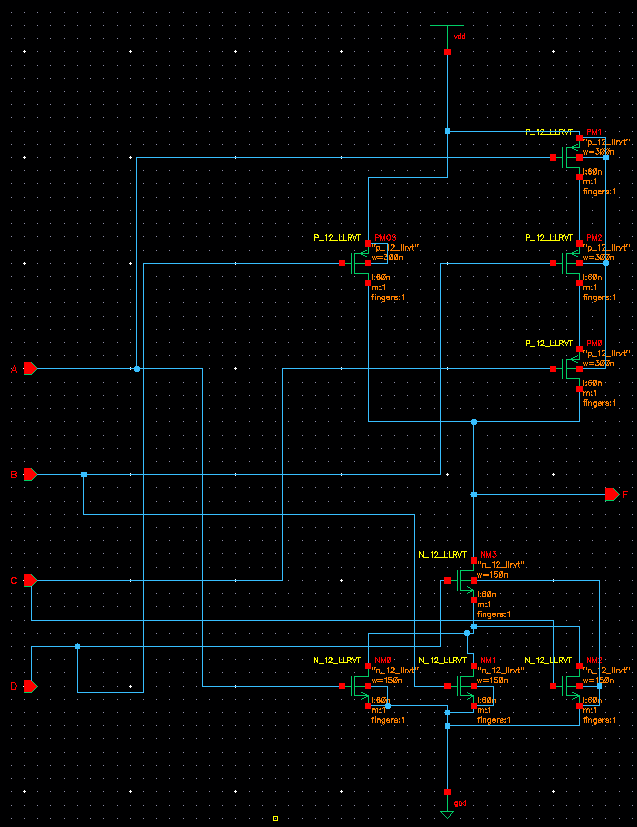 vdd
P_12_LLRVT PM1
"p_12_llrvt"
w=300n
l:60n
m:1
fingers:1
P_12_LLRVT
"p_12_llrvt"
w=300n
l:60n
m:1
fingers:1
P_12_LLRVT PM2
"p_12_llrvt"
w=300n
l:60n
m:1
fingers:1
P_12_LLRVT PM0
"p_12_llrvt"
w=300n
l:60n
m:1
fingers:1
A
B
F
N_12_LLRVT NM3
"n_12_llrvt"
w=150n
l:60n
m:1
fingers:1
C
D
N_12_LLRVT NM0
"n_12_llrvt"
w=150n
l:60n
m:1
fingers:1
N_12_LLRVT NM1
"n_12_llrvt"
w=150n
l:60n
m:1
fingers:1
N_12_LLRVT
"n_12_llrvt"
w=150n
l:60n
m:1
fingers:1
gnd